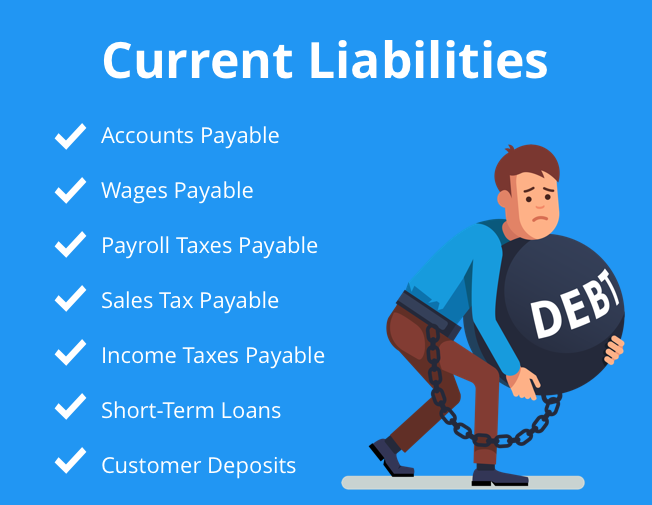 Current Liabilities
Accounts Payable
Wages Payable
Payroll Taxes Payable
Sales Tax Payable
Income Taxes Payable
Short-Term Loans
Customer Deposits
DEBT